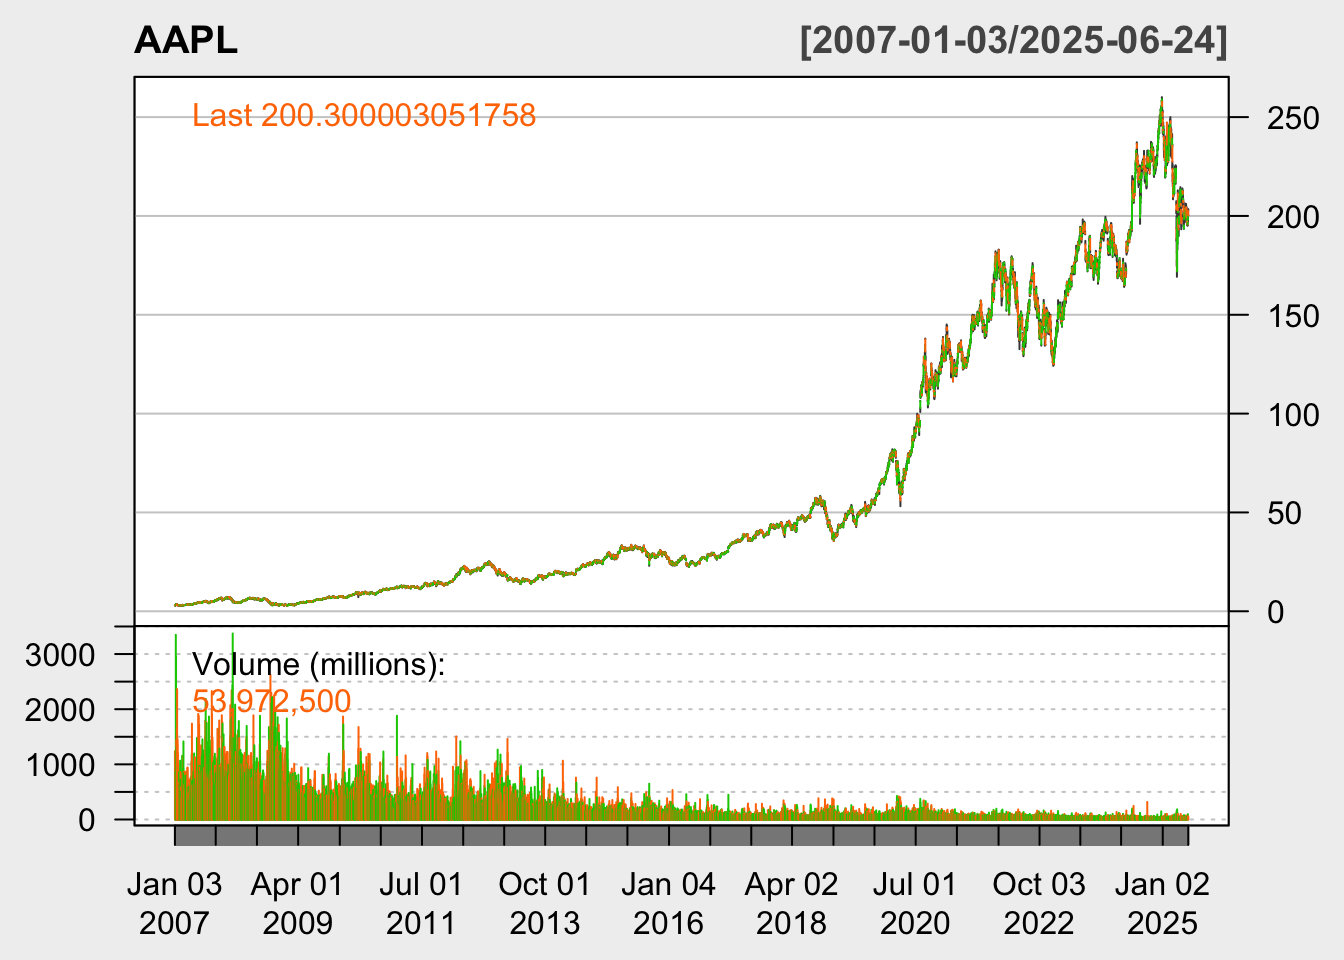 AAPL [2007-01-03/2025-06-24]
Last 200.300003051758
250
200
150
100
50
0
Volume (millions):
53,972,500
3000
2000
1000
0
Jan 03 Apr 01 Jul 01 Oct 01 Jan 04 Apr 02 Jul 01 Oct 03 Jan 02
2007 2009 2011 2013 2016 2018 2020 2022 2025